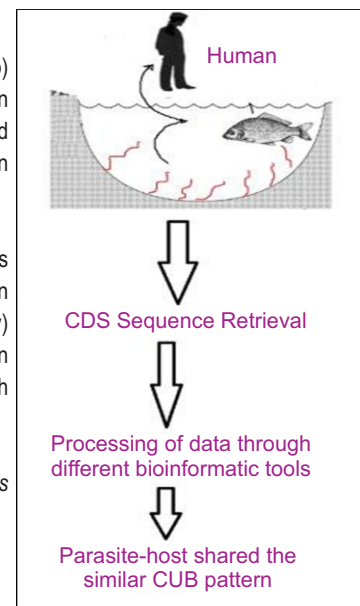 Human
CDS Sequence Retrieval
Processing of data through
different bioinformatic tools
Parasite-host shared the
similar CUB pattern